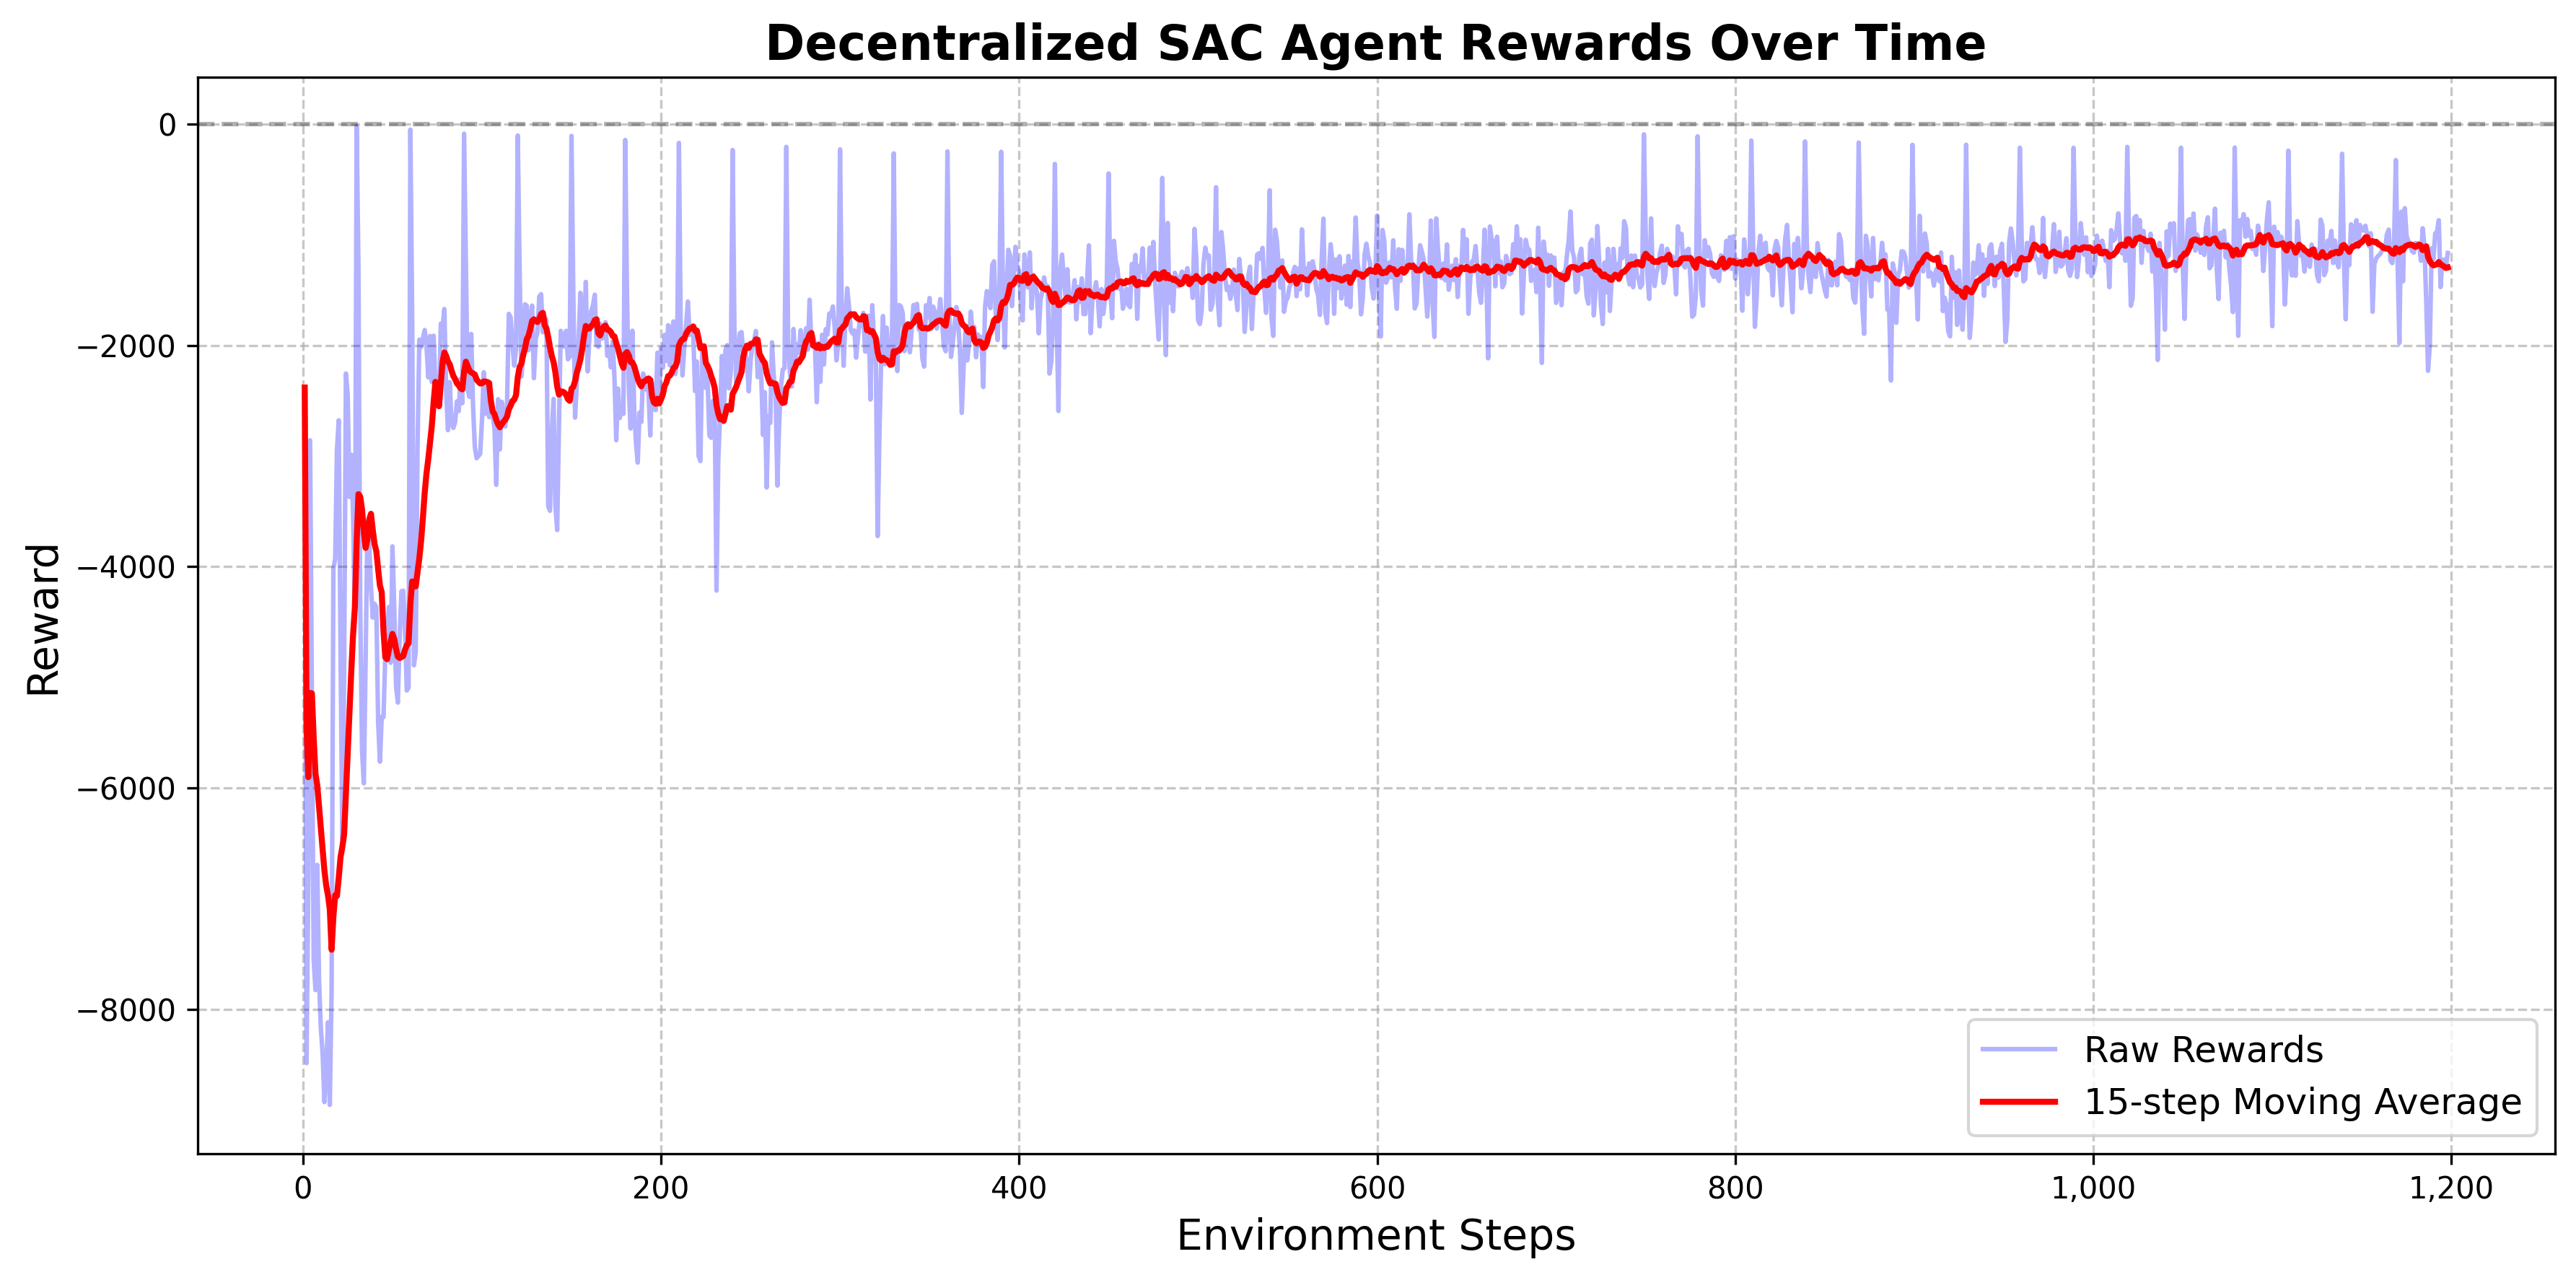 Decentralized SAC Agent Rewards Over Time
Reward
0
−2000
−4000
−6000
−8000
0
200
400
600
800
1,000
1,200
Environment Steps
Raw Rewards
15-step Moving Average